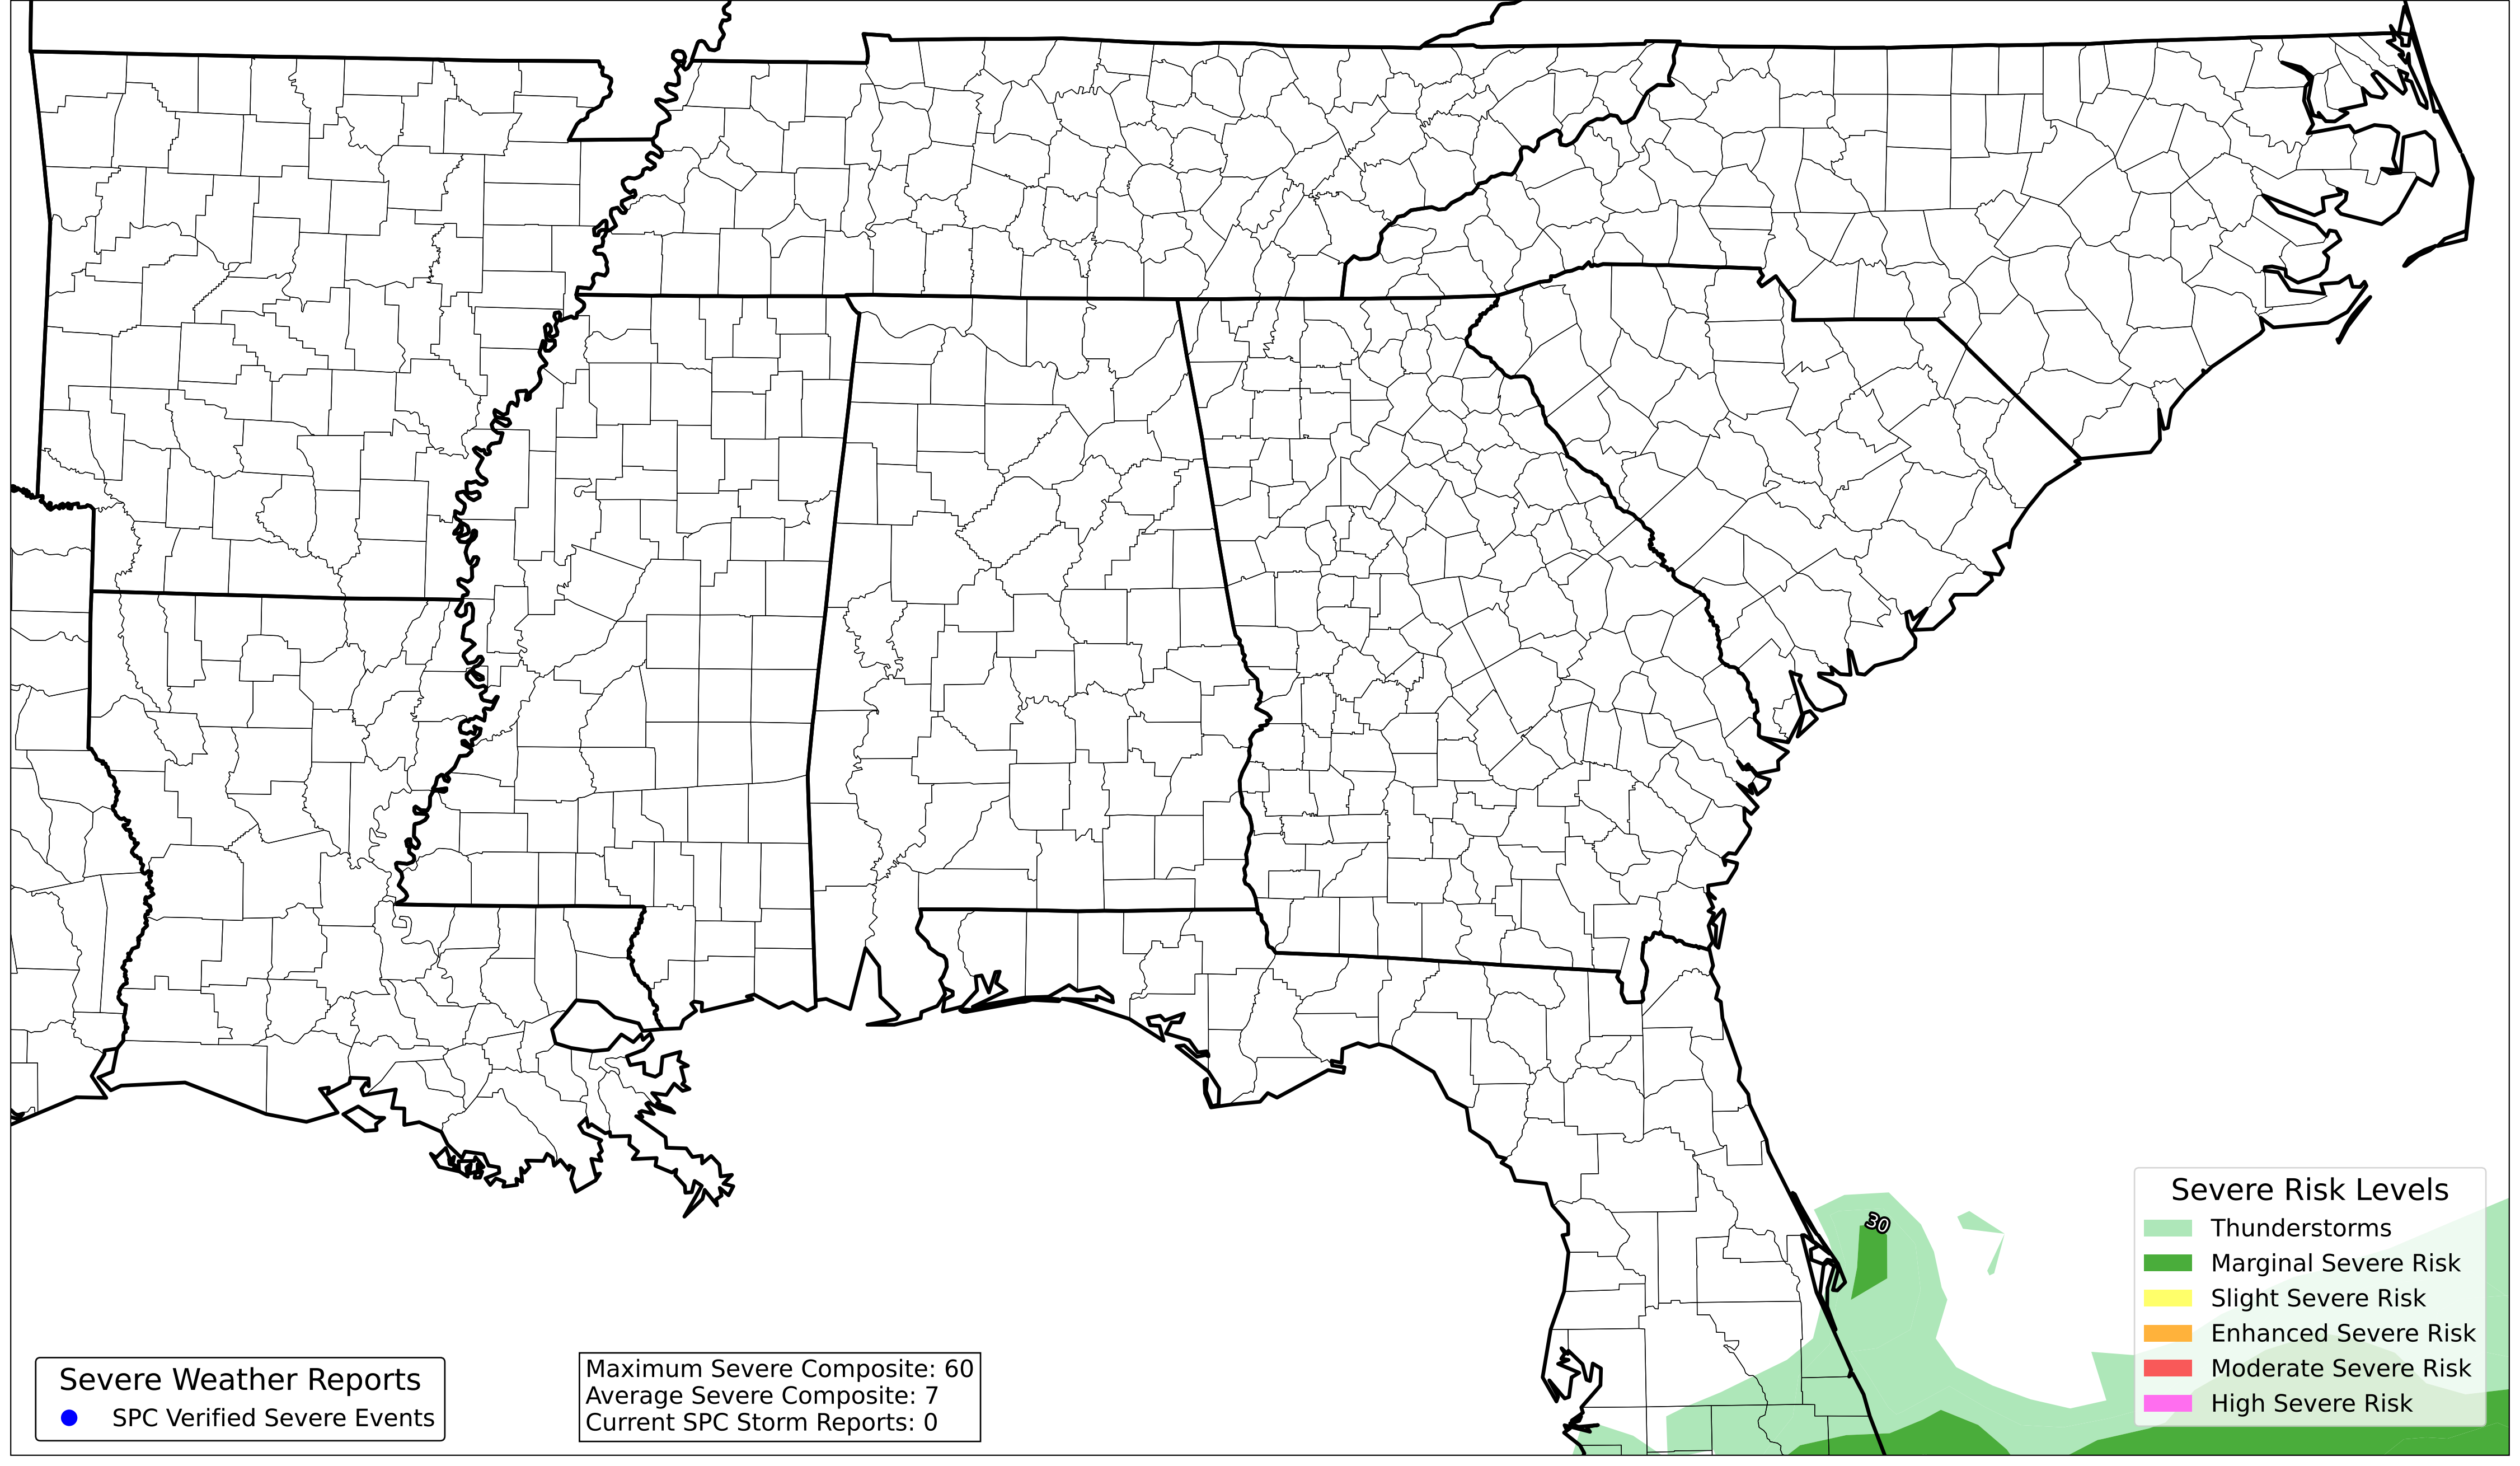 30
Severe Risk Levels
Thunderstorms
Marginal Severe Risk
Slight Severe Risk
Enhanced Severe Risk
Moderate Severe Risk
High Severe Risk
Severe Weather Reports
SPC Verified Severe Events
Maximum Severe Composite: 60
Average Severe Composite: 7
Current SPC Storm Reports: 0